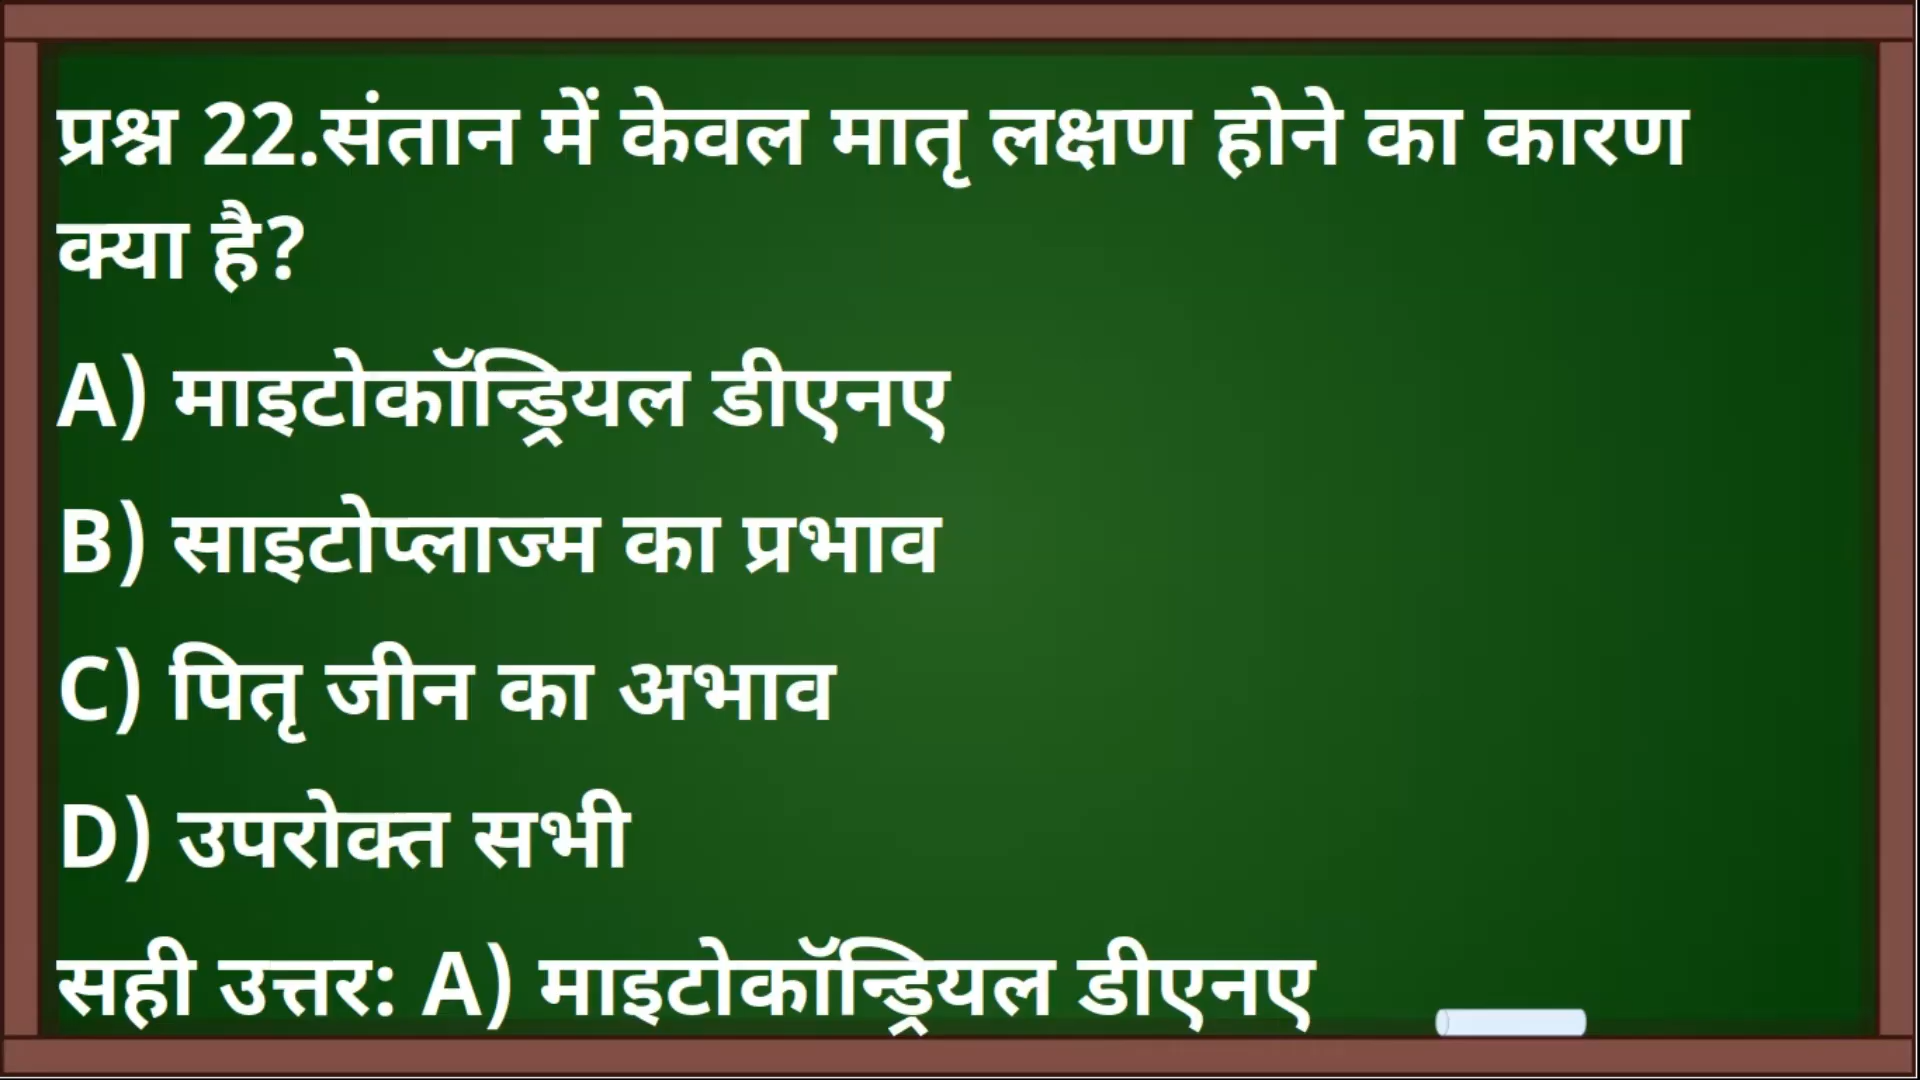 प्रश्न 22.संतान में केवल मातृ लक्षण होने का कारण
क्या है?
A) माइटोकॉन्ड्रियल डीएनए
B) साइटोप्लाज्म का प्रभाव
C) पितृ जीन का अभाव
D) उपरोक्त सभी
सही उत्तर: A) माइटोकॉन्ड्रियल डीएनए